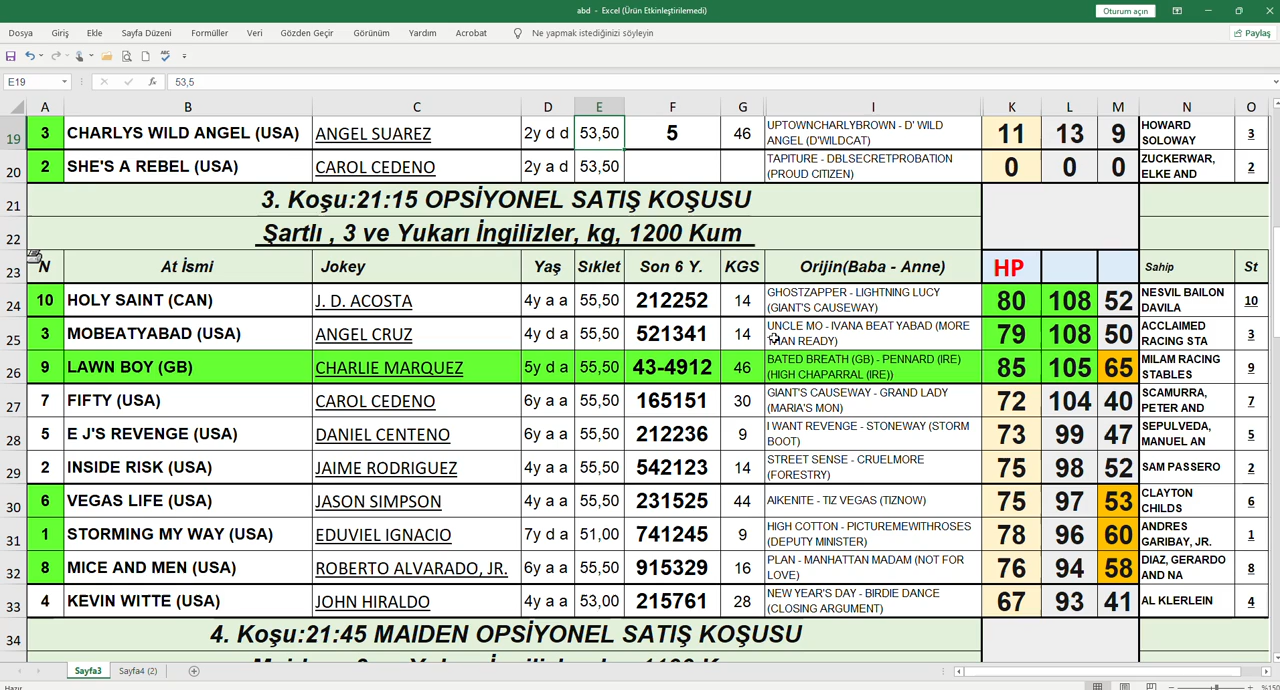 abd - Excel (Ürün Etkinleştirilemedi)
Oturum açın
Dosya Giriş Ekle Sayfa Düzeni Formüller Veri Gözden Geçir Görünüm Yardım Acrobat Ne yapmak istediğinizi söyleyin Paylaş
E19 fx 53,5
A B C D E F G I K L M N O
19 3 CHARLYS WILD ANGEL (USA) ANGEL SUAREZ 2y d d 53,50 5 46 UPTOWNCHARLYBROWN - D' WILD ANGEL (D'WILDCAT) 11 13 9 HOWARD SOLOWAY 3
20 2 SHE'S A REBEL (USA) CAROL CEDENO 2y a d 53,50 TAPITURE - DBLSECRETPROBATION (PROUD CITIZEN) 0 0 0 ZUCKERWAR, ELKE AND 2
21 3. Koşu:21:15 OPSİYONEL SATIŞ KOŞUSU
22 Şartlı , 3 ve Yukarı İngilizler, kg, 1200 Kum
23 N At İsmi Jokey Yaş Sıklet Son 6 Y. KGS Orijin(Baba - Anne) HP Sahip St
24 10 HOLY SAINT (CAN) J. D. ACOSTA 4y a a 55,50 212252 14 GHOSTZAPPER - LIGHTNING LUCY (GIANT'S CAUSEWAY) 80 108 52 NESVIL BAILON DAVILA 10
25 3 MOBEATYABAD (USA) ANGEL CRUZ 4y a a 55,50 521341 14 UNCLE MO - IVANA BEAT YABAD (MORE THAN READY) 79 108 50 ACCLAIMED RACING STA 3
26 9 LAWN BOY (GB) CHARLIE MARQUEZ 5y d a 55,50 43-4912 46 BATED BREATH (GB) - PENNARD (IRE) (HIGH CHAPARRAL (IRE)) 85 105 65 MILAM RACING STABLES 9
27 7 FIFTY (USA) CAROL CEDENO 6y a a 55,50 165151 30 GIANT'S CAUSEWAY - GRAND LADY (MARIA'S MON) 72 104 40 SCAMURRA, PETER AND 7
28 5 E J'S REVENGE (USA) DANIEL CENTENO 6y a a 55,50 212236 9 I WANT REVENGE - STONEWAY (STORM BOOT) 73 99 47 SEPULVEDA, MANUEL AN 5
29 2 INSIDE RISK (USA) JAIME RODRIGUEZ 4y a a 55,50 542123 14 STREET SENSE - CRUELMORE (FORESTRY) 75 98 52 SAM PASSERO 2
30 6 VEGAS LIFE (USA) JASON SIMPSON 4y a a 55,50 231525 44 AIKENITE - TIZ VEGAS (TIZNOW) 75 97 53 CLAYTON CHILDS 6
31 1 STORMING MY WAY (USA) EDUVIEL IGNACIO 7y d a 51,00 741245 9 HIGH COTTON - PICTUREMEWITHROSES (DEPUTY MINISTER) 78 96 60 ANDRES GARIBAY, JR. 1
32 8 MICE AND MEN (USA) ROBERTO ALVARADO, JR. 6y a a 55,50 915329 16 PLAN - MANHATTAN MADAM (NOT FOR LOVE) 76 94 58 DIAZ, GERARDO AND NA 8
33 4 KEVIN WITTE (USA) JOHN HIRALDO 4y a a 53,00 215761 28 NEW YEAR'S DAY - BIRDIE DANCE (CLOSING ARGUMENT) 67 93 41 AL KLERLEIN 4
34 4. Koşu:21:45 MAIDEN OPSİYONEL SATIŞ KOŞUSU
Sayfa3 Sayfa4 (2)
Hazır %150